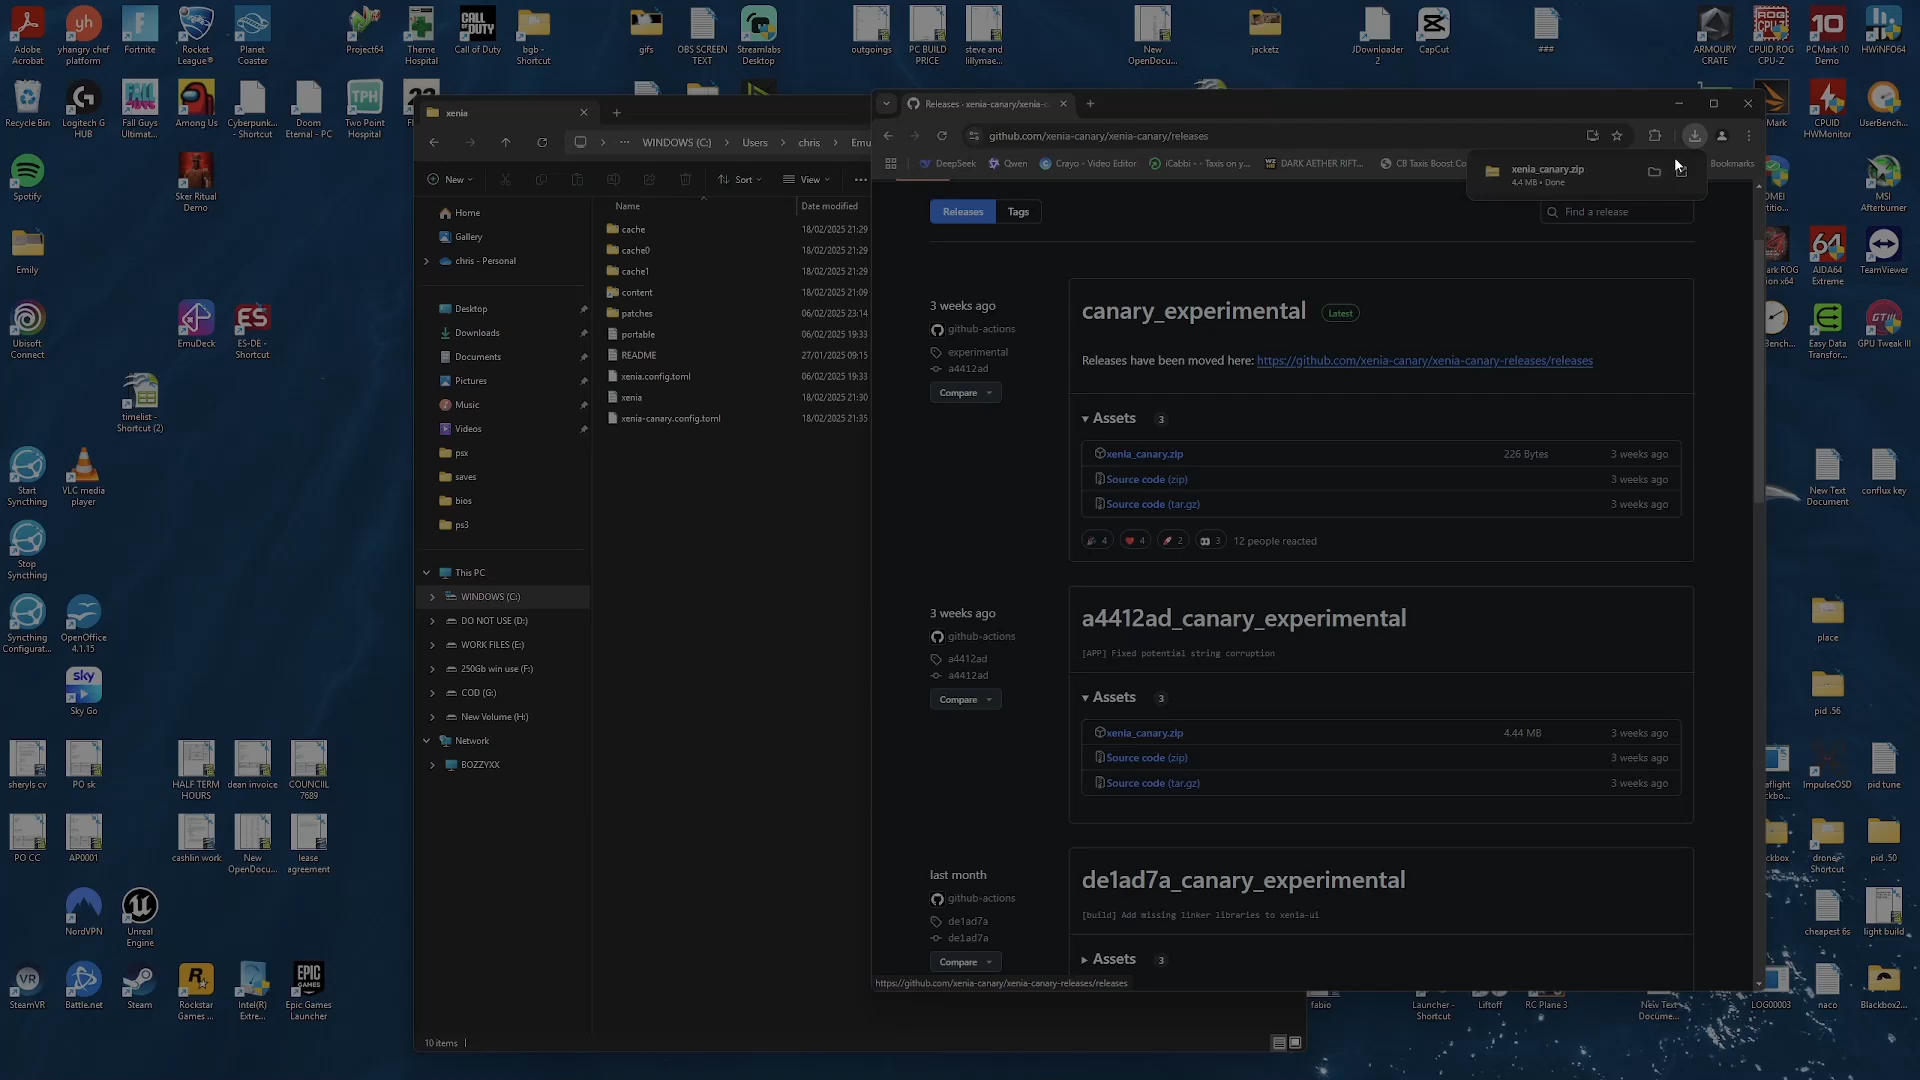 Adobe Acrobat
yhangry chef platform
Fortnite
Rocket League®
Planet Coaster
Project64
Theme Hospital
Call of Duty
bgb - Shortcut
gifs
OBS SCREEN TEXT
Streamlabs Desktop
outgoings
PC BUILD PRICE
steve and lillymae...
New OpenDocu...
jacketz
JDownloader 2
CapCut
###
ARMOURY CRATE
CPUID ROG CPU-Z
PCMark 10 Demo
HWiNFO64
Recycle Bin
Logitech G HUB
Fall Guys Ultimat...
Among Us
Cyberpunk... - Shortcut
Doom Eternal - PC
Two Point Hospital
CPUID HWMonitor
UserBench...
Spotify
Sker Ritual Demo
MSI Afterburner
Emily
AIDA64 Extreme
TeamViewer
Ubisoft Connect
EmuDeck
ES-DE - Shortcut
Easy Data Transfor...
GPU Tweak III
timelist - Shortcut (2)
Start Syncthing
VLC media player
New Text Document
conflux key
Stop Syncthing
Syncthing Configurat...
OpenOffice 4.1.15
place
Sky Go
pid .56
sheryls cv
PO sk
HALF TERM HOURS
dean invoice
COUNCIIL 7689
ImpulseOSD
pid tune
PO CC
AP0001
cashlin work
New OpenDocu...
lease agreement
drone - Shortcut
pid .50
NordVPN
Unreal Engine
cheapest 6s
light build
SteamVR
Battle.net
Steam
Rockstar Games ...
Intel(R) Extre...
Epic Games Launcher
fabio
Launcher - Shortcut
Liftoff
RC Plane 3
New Text Docume...
LOG00003
naco
Blackbox2...
xenia
WINDOWS (C:) > Users > chris > Emu
New
Sort
View
Home
Gallery
chris - Personal
Desktop
Downloads
Documents
Pictures
Music
Videos
psx
saves
bios
ps3
This PC
WINDOWS (C:)
DO NOT USE (D:)
WORK FILES (E:)
250Gb win use (F:)
COD (G:)
New Volume (H:)
Network
BOZZYXX
Name Date modified
cache 18/02/2025 21:29
cache0 18/02/2025 21:29
cache1 18/02/2025 21:29
content 18/02/2025 21:09
patches 06/02/2025 23:14
portable 06/02/2025 19:33
README 27/01/2025 09:15
xenia.config.toml 06/02/2025 19:33
xenia 18/02/2025 21:30
xenia-canary.config.toml 18/02/2025 21:35
10 items
Releases · xenia-canary/xenia-c
github.com/xenia-canary/xenia-canary/releases
DeepSeek
Qwen
Crayo - Video Editor
iCabbi - - Taxis on y...
DARK AETHER RIFT...
CB Taxis Boost Co
Bookmarks
xenia_canary.zip
4.4 MB • Done
Releases
Tags
Find a release
3 weeks ago
github-actions
experimental
a4412ad
Compare
canary_experimental Latest
Releases have been moved here: https://github.com/xenia-canary/xenia-canary-releases/releases
Assets 3
xenia_canary.zip 226 Bytes 3 weeks ago
Source code (zip) 3 weeks ago
Source code (tar.gz) 3 weeks ago
4 4 2 3 12 people reacted
3 weeks ago
github-actions
a4412ad
a4412ad
Compare
a4412ad_canary_experimental
[APP] Fixed potential string corruption
Assets 3
xenia_canary.zip 4.44 MB 3 weeks ago
Source code (zip) 3 weeks ago
Source code (tar.gz) 3 weeks ago
last month
github-actions
de1ad7a
de1ad7a
Compare
de1ad7a_canary_experimental
[build] Add missing linker libraries to xenia-ui
Assets 3
https://github.com/xenia-canary/xenia-canary-releases/releases